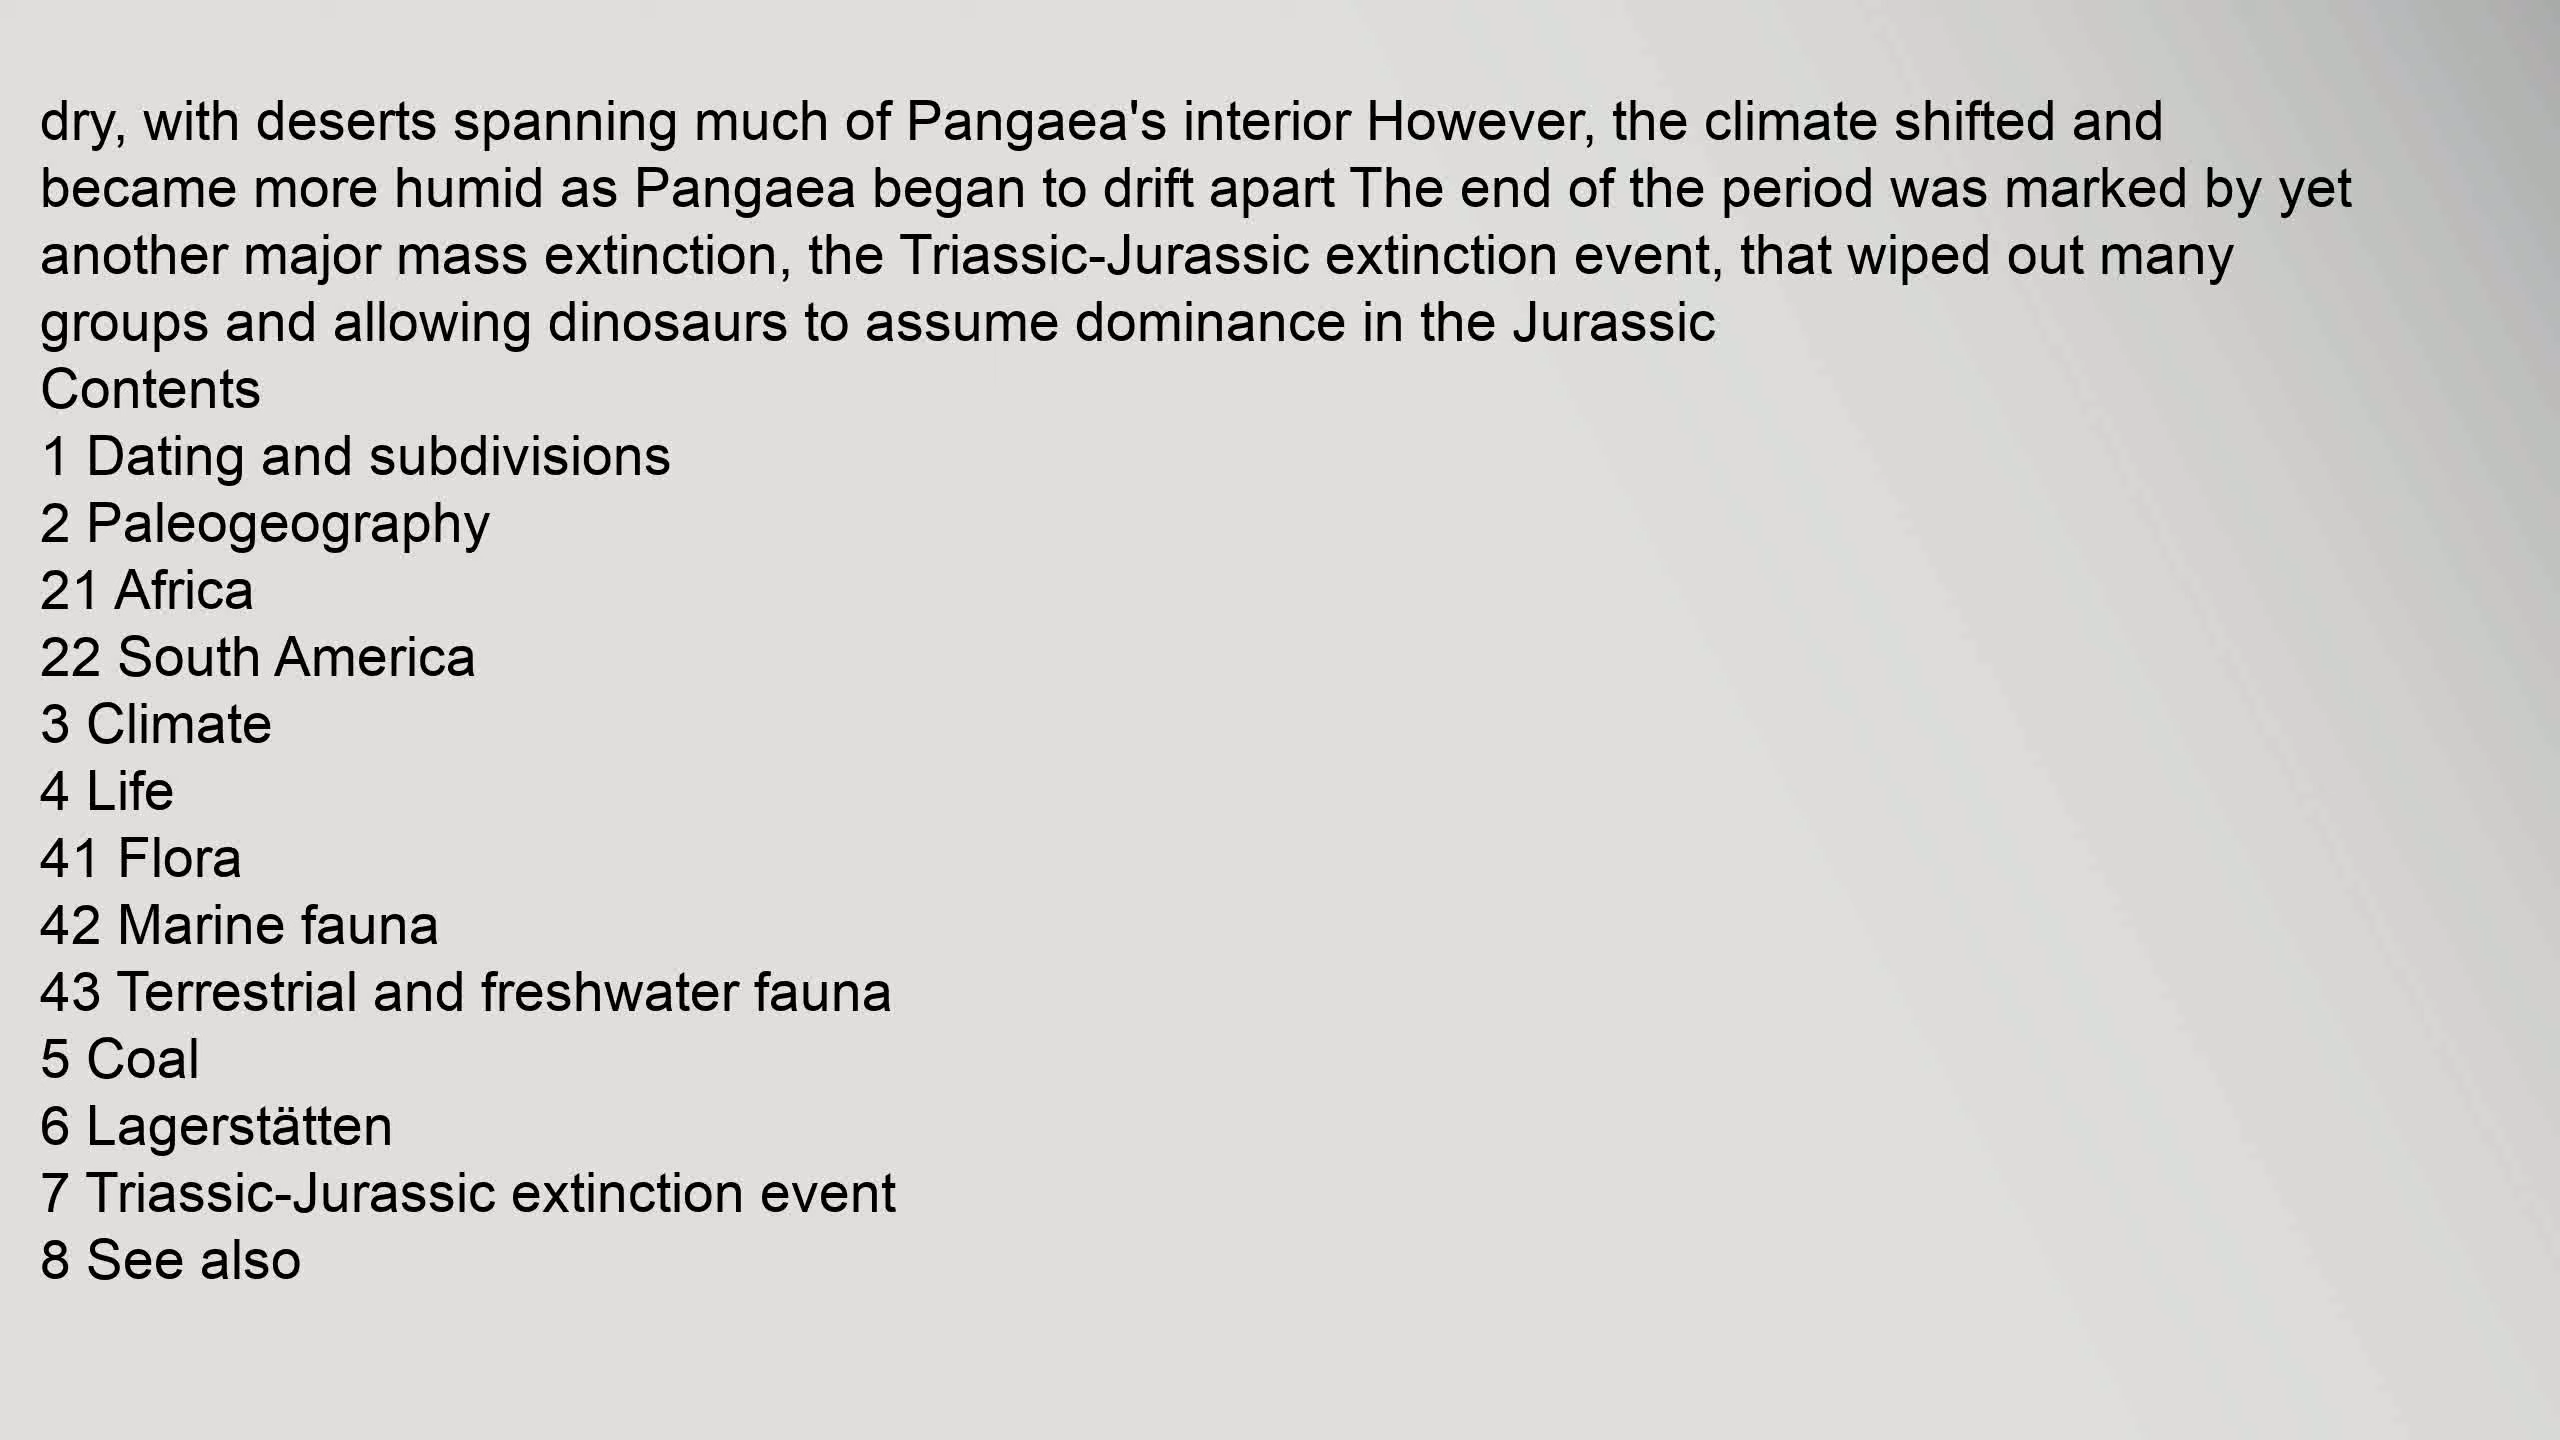 dry, with deserts spanning much of Pangaea's interior However, the climate shifted and
became more humid as Pangaea began to drift apart The end of the period was marked by yet
another major mass extinction, the Triassic-Jurassic extinction event, that wiped out many
groups and allowing dinosaurs to assume dominance in the Jurassic
Contents
1 Dating and subdivisions
2 Paleogeography
21 Africa
22 South America
3 Climate
4 Life
41 Flora
42 Marine fauna
43 Terrestrial and freshwater fauna
5 Coal
6 Lagerstätten
7 Triassic-Jurassic extinction event
8 See also